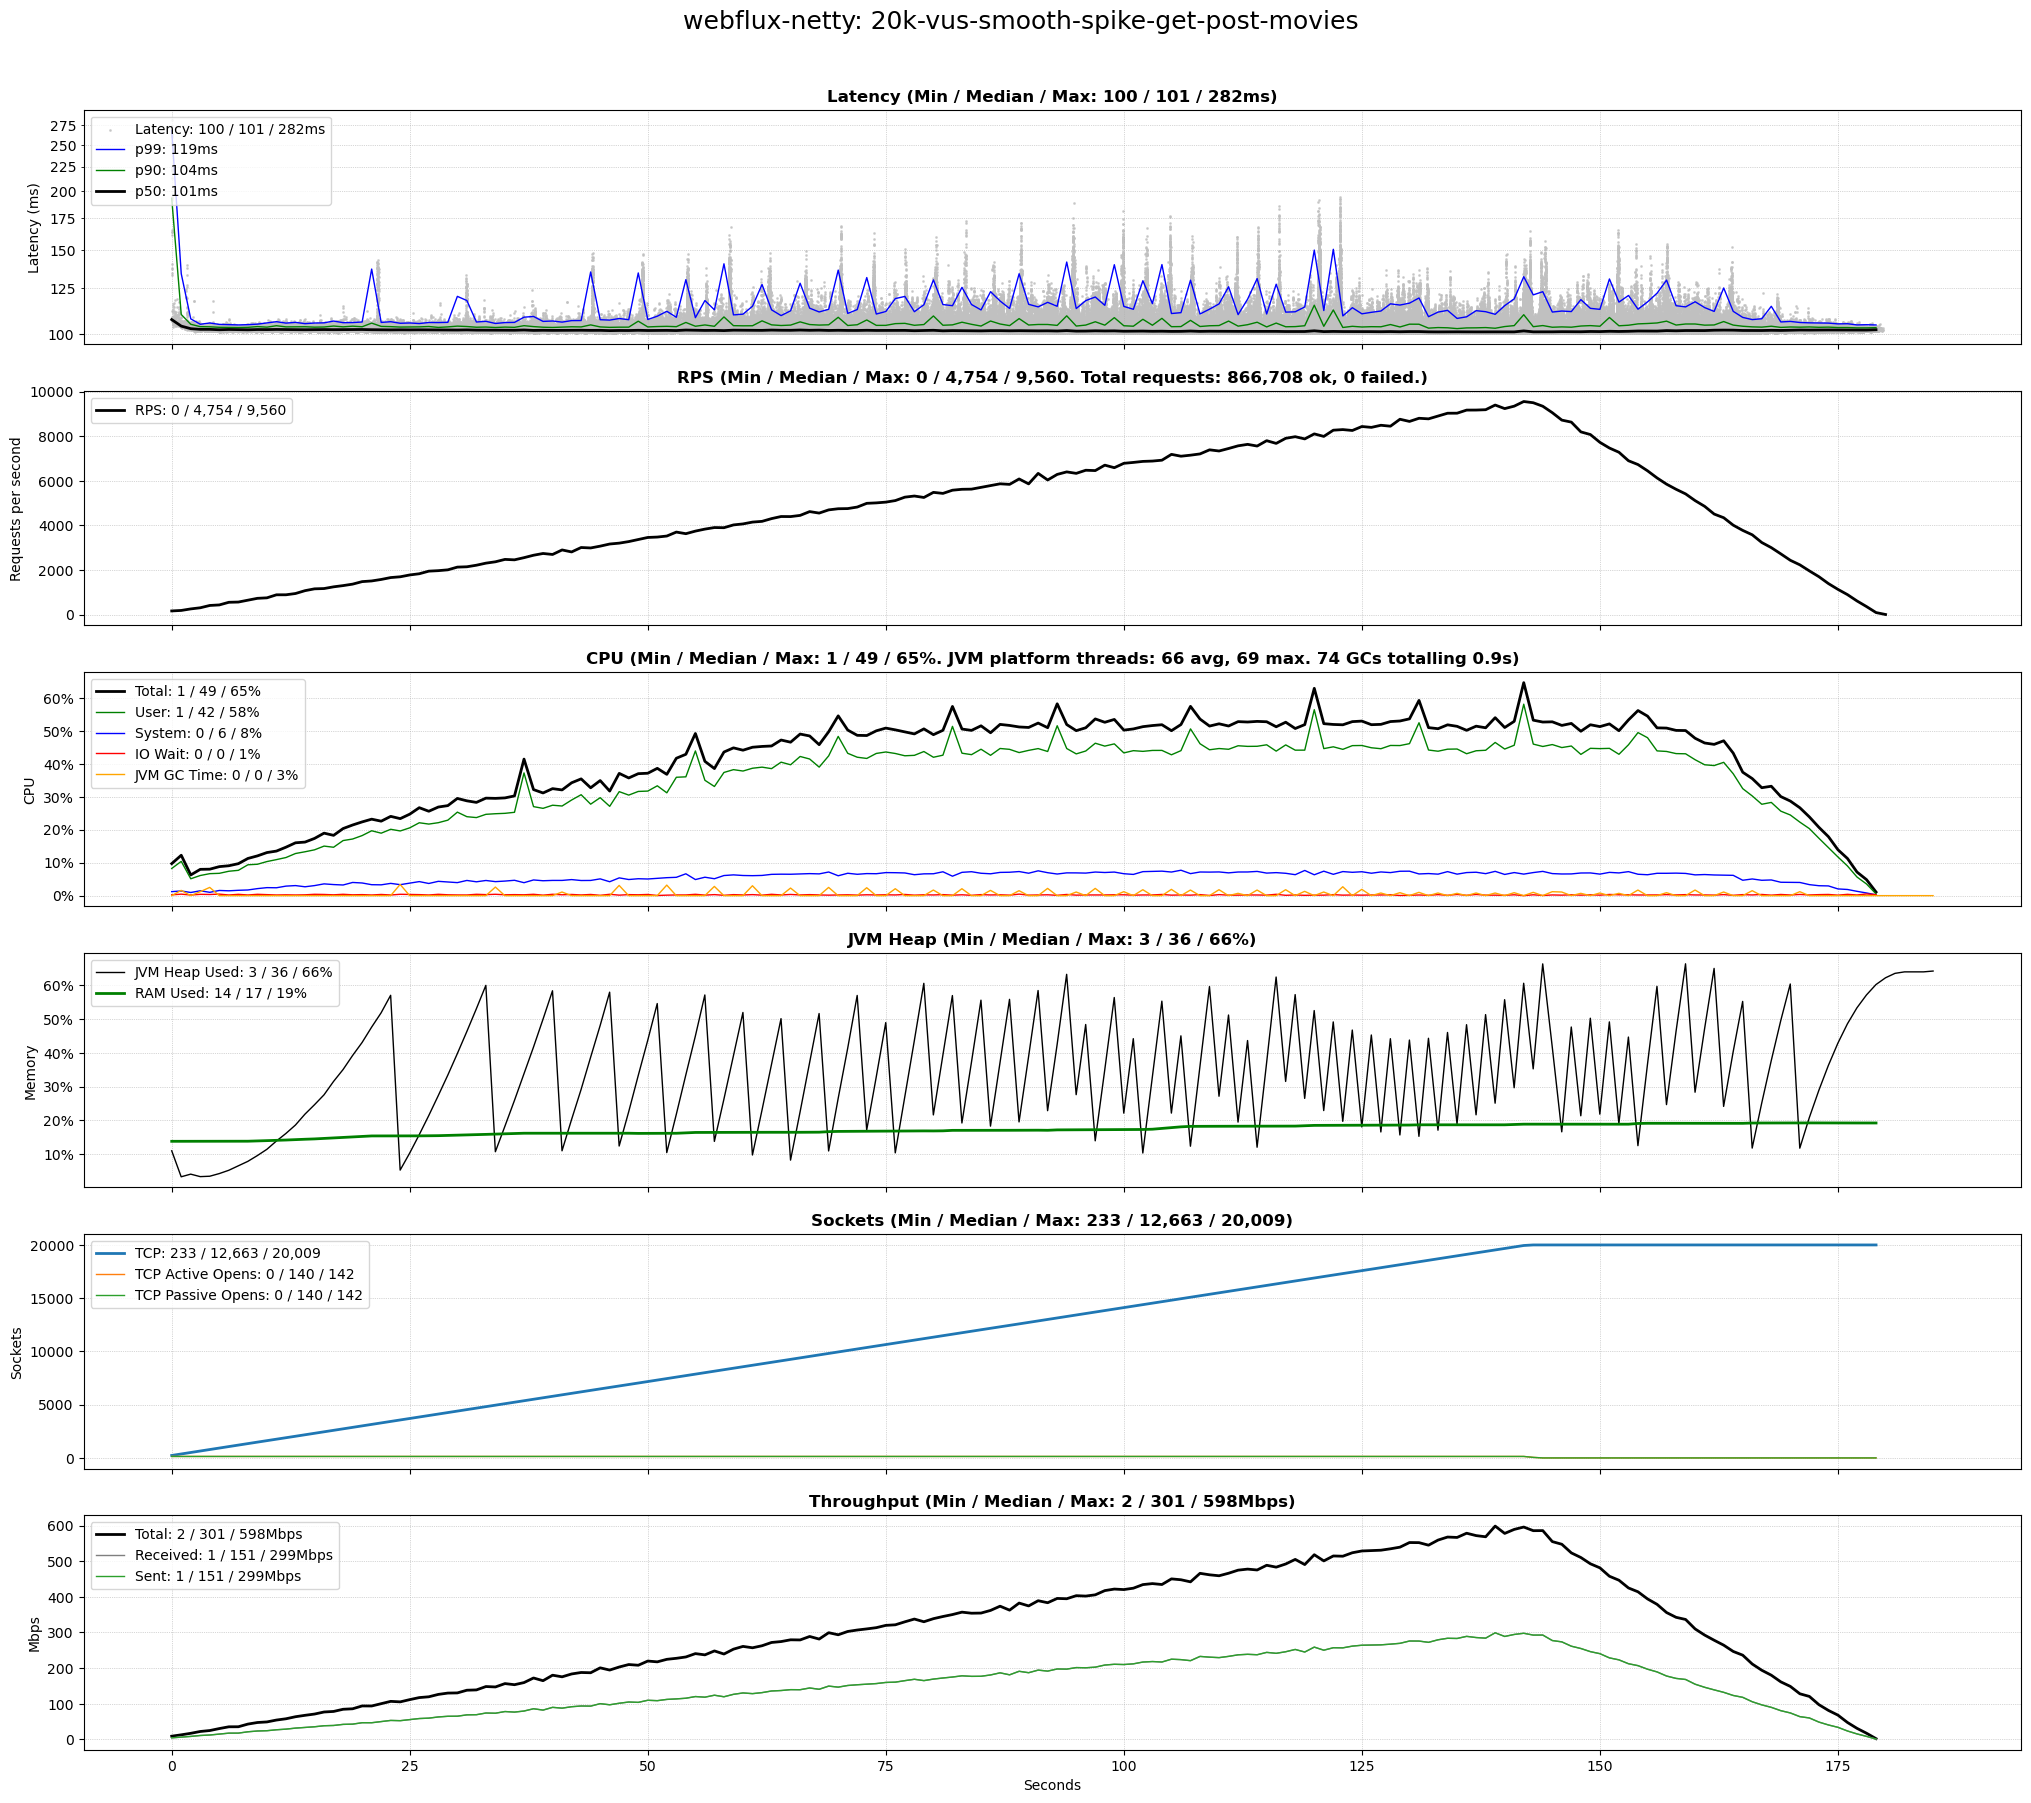 webflux-netty: 20k-vus-smooth-spike-get-post-movies
Latency (Min / Median / Max: 100 / 101 / 282ms)
Latency (ms)
275
250
225
200
175
150
125
100
Latency: 100 / 101 / 282ms
p99: 119ms
p90: 104ms
p50: 101ms
RPS (Min / Median / Max: 0 / 4,754 / 9,560. Total requests: 866,708 ok, 0 failed.)
Requests per second
10000
8000
6000
4000
2000
0
RPS: 0 / 4,754 / 9,560
CPU (Min / Median / Max: 1 / 49 / 65%. JVM platform threads: 66 avg, 69 max. 74 GCs totalling 0.9s)
CPU
60%
50%
40%
30%
20%
10%
0%
Total: 1 / 49 / 65%
User: 1 / 42 / 58%
System: 0 / 6 / 8%
IO Wait: 0 / 0 / 1%
JVM GC Time: 0 / 0 / 3%
JVM Heap (Min / Median / Max: 3 / 36 / 66%)
Memory
60%
50%
40%
30%
20%
10%
JVM Heap Used: 3 / 36 / 66%
RAM Used: 14 / 17 / 19%
Sockets (Min / Median / Max: 233 / 12,663 / 20,009)
Sockets
20000
15000
10000
5000
0
TCP: 233 / 12,663 / 20,009
TCP Active Opens: 0 / 140 / 142
TCP Passive Opens: 0 / 140 / 142
Throughput (Min / Median / Max: 2 / 301 / 598Mbps)
Mbps
600
500
400
300
200
100
0
Total: 2 / 301 / 598Mbps
Received: 1 / 151 / 299Mbps
Sent: 1 / 151 / 299Mbps
0 25 50 75 100 125 150 175
Seconds